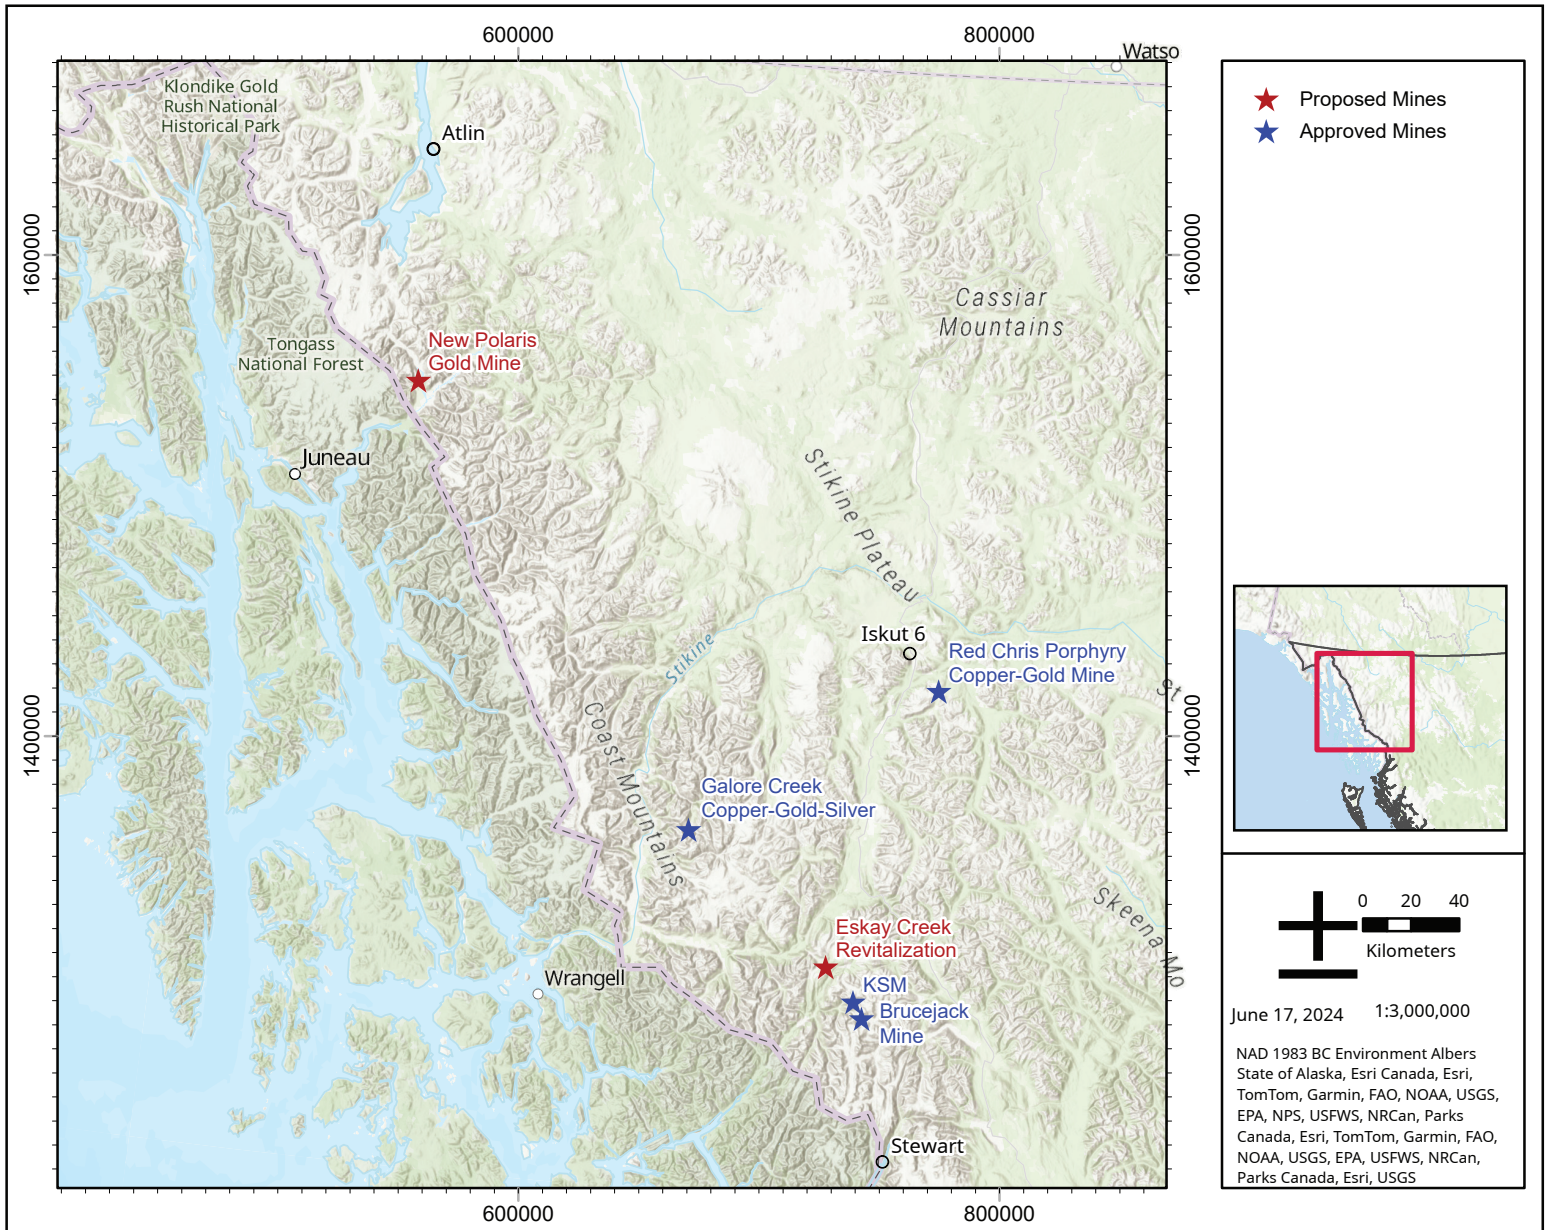 600000
800000
Watso
Klondike Gold
Rush National
Historical Park
Atlin
Proposed Mines
Approved Mines
1600000
1600000
Cassiar
Mountains
New Polaris
Gold Mine
Tongass
National Forest
Juneau
Stikine Plateau
Iskut 6
Stikine
Red Chris Porphyry
Copper-Gold Mine
St
1400000
1400000
Coast Mountains
Galore Creek
Copper-Gold-Silver
Skeena Mo
Eskay Creek
Revitalization
KSM
Brucejack
Mine
Wrangell
Stewart
0 20 40
Kilometers
June 17, 2024
1:3,000,000
NAD 1983 BC Environment Albers
State of Alaska, Esri Canada, Esri,
TomTom, Garmin, FAO, NOAA, USGS,
EPA, NPS, USFWS, NRCan, Parks
Canada, Esri, TomTom, Garmin, FAO,
NOAA, USGS, EPA, USFWS, NRCan,
Parks Canada, Esri, USGS
600000
800000